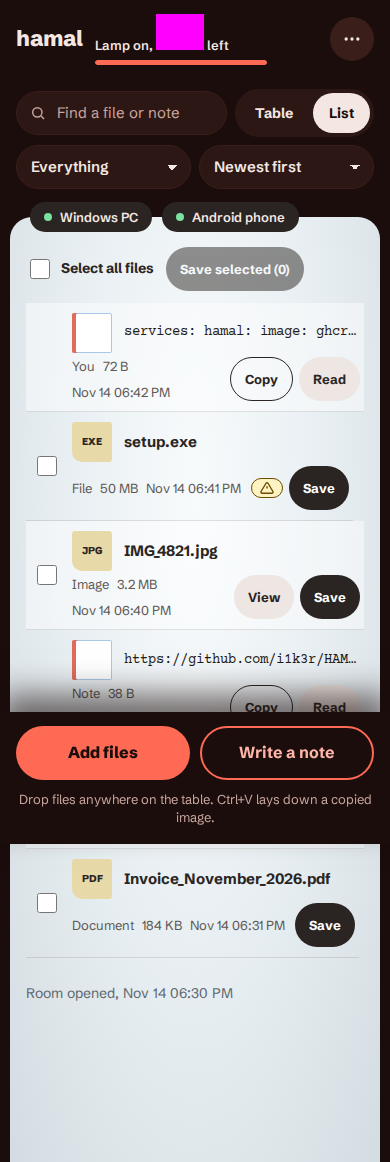 hamal
Lamp on, left
Find a file or note
Table
List
Everything
Newest first
Windows PC
Android phone
Select all files
Save selected (0)
services: hamal: image: ghcr…
You 72 B
Nov 14 06:42 PM
Copy
Read
EXE
setup.exe
File 50 MB Nov 14 06:41 PM
Save
JPG
IMG_4821.jpg
Image 3.2 MB
Nov 14 06:40 PM
View
Save
https://github.com/i1k3r/HAM…
Note 38 B
Copy
Read
Add files
Write a note
Drop files anywhere on the table. Ctrl+V lays down a copied
image.
PDF
Invoice_November_2026.pdf
Document 184 KB Nov 14 06:31 PM
Save
Room opened, Nov 14 06:30 PM